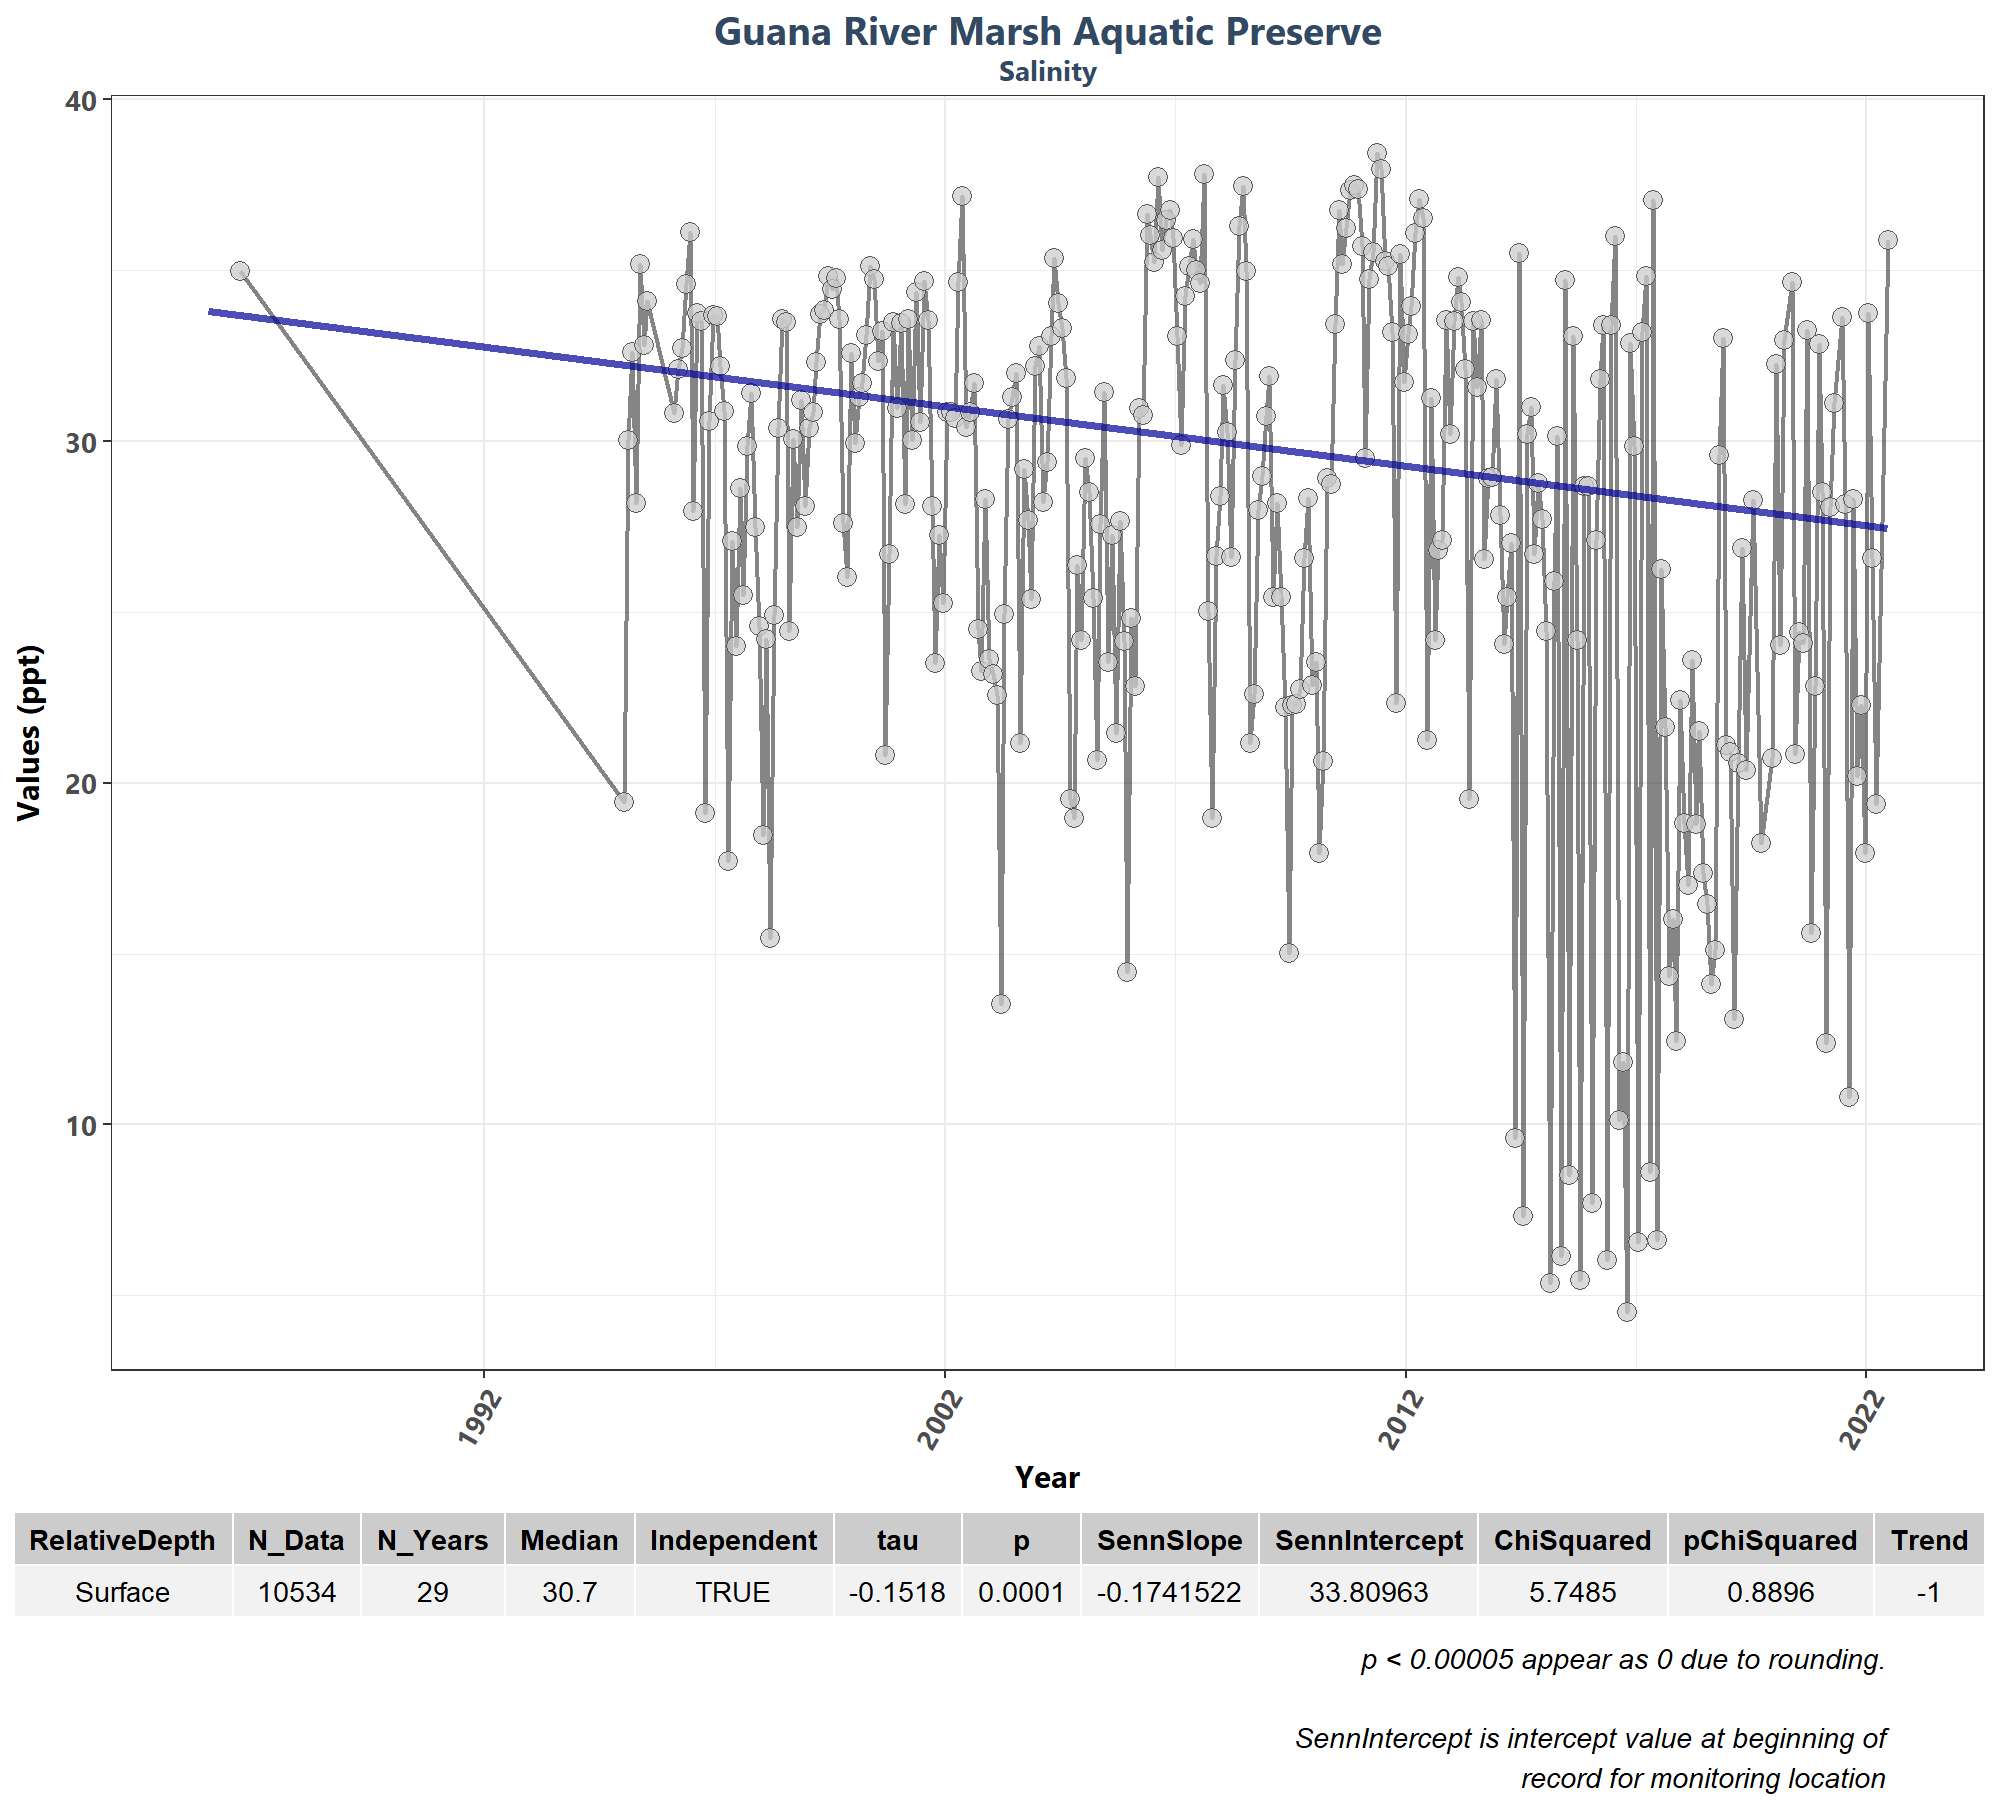 Guana River Marsh Aquatic Preserve
Salinity
40
30
20
10
Values (ppt)
1992
2002
2012
2022
Year
RelativeDepth N_Data N_Years Median Independent tau p SennSlope SennIntercept ChiSquared pChiSquared Trend
Surface 10534 29 30.7 TRUE -0.1518 0.0001 -0.1741522 33.80963 5.7485 0.8896 -1
p < 0.00005 appear as 0 due to rounding.
SennIntercept is intercept value at beginning of
record for monitoring location